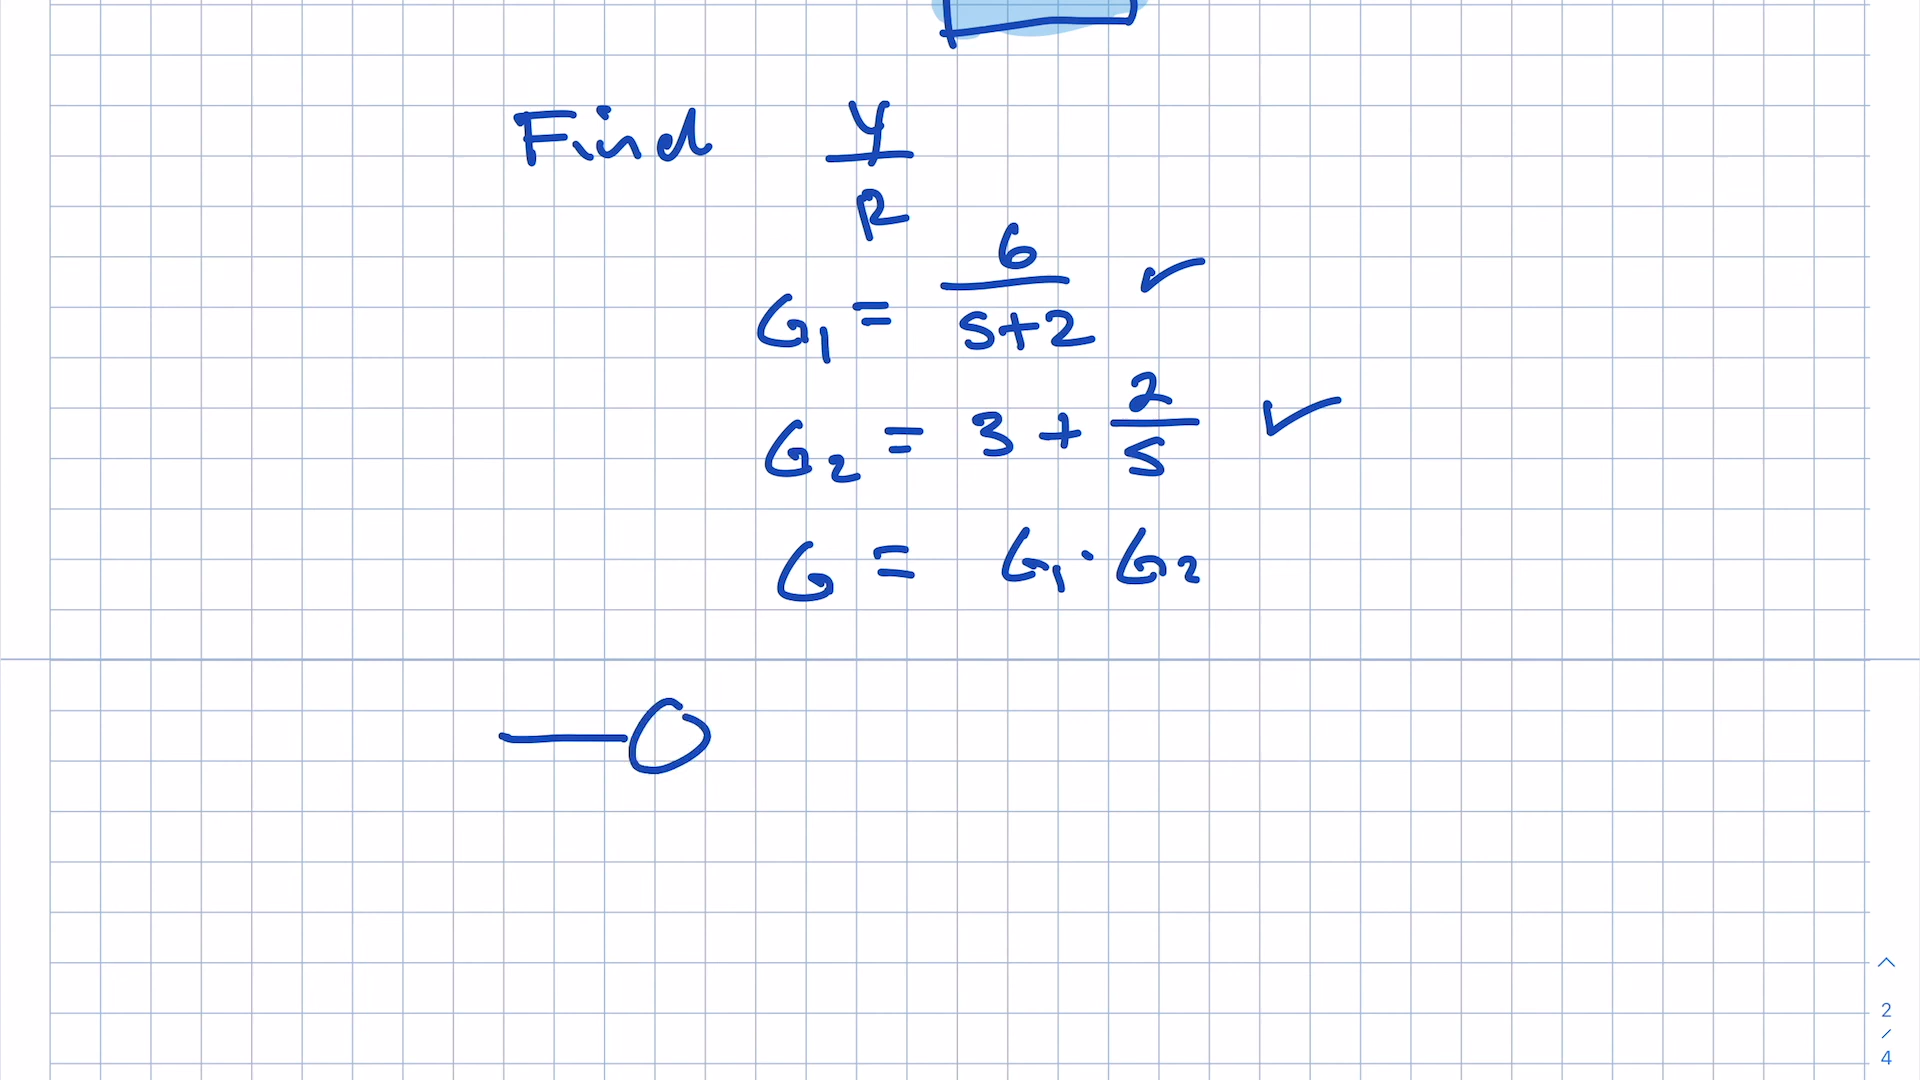 Find Y/R
G₁ = 6/(s+2) ✓
G₂ = 3 + 2/s ✓
G = G₁ · G₂
2 / 4